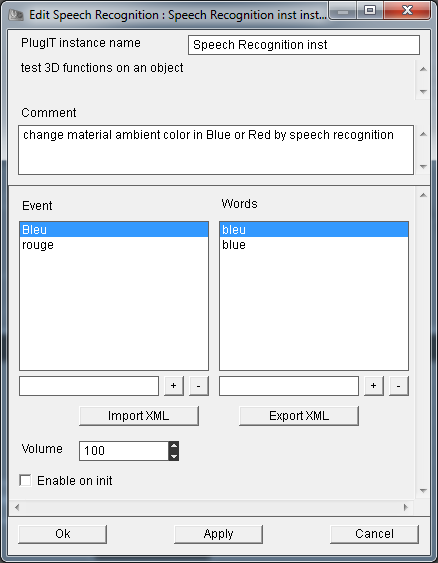 Edit Speech Recognition : Speech Recognition inst inst...
PlugIT instance name
Speech Recognition inst
test 3D functions on an object
Comment
change material ambient color in Blue or Red by speech recognition
Event
Words
Bleu
rouge
bleu
blue
+
-
+
-
Import XML
Export XML
Volume
100
Enable on init
Ok
Apply
Cancel